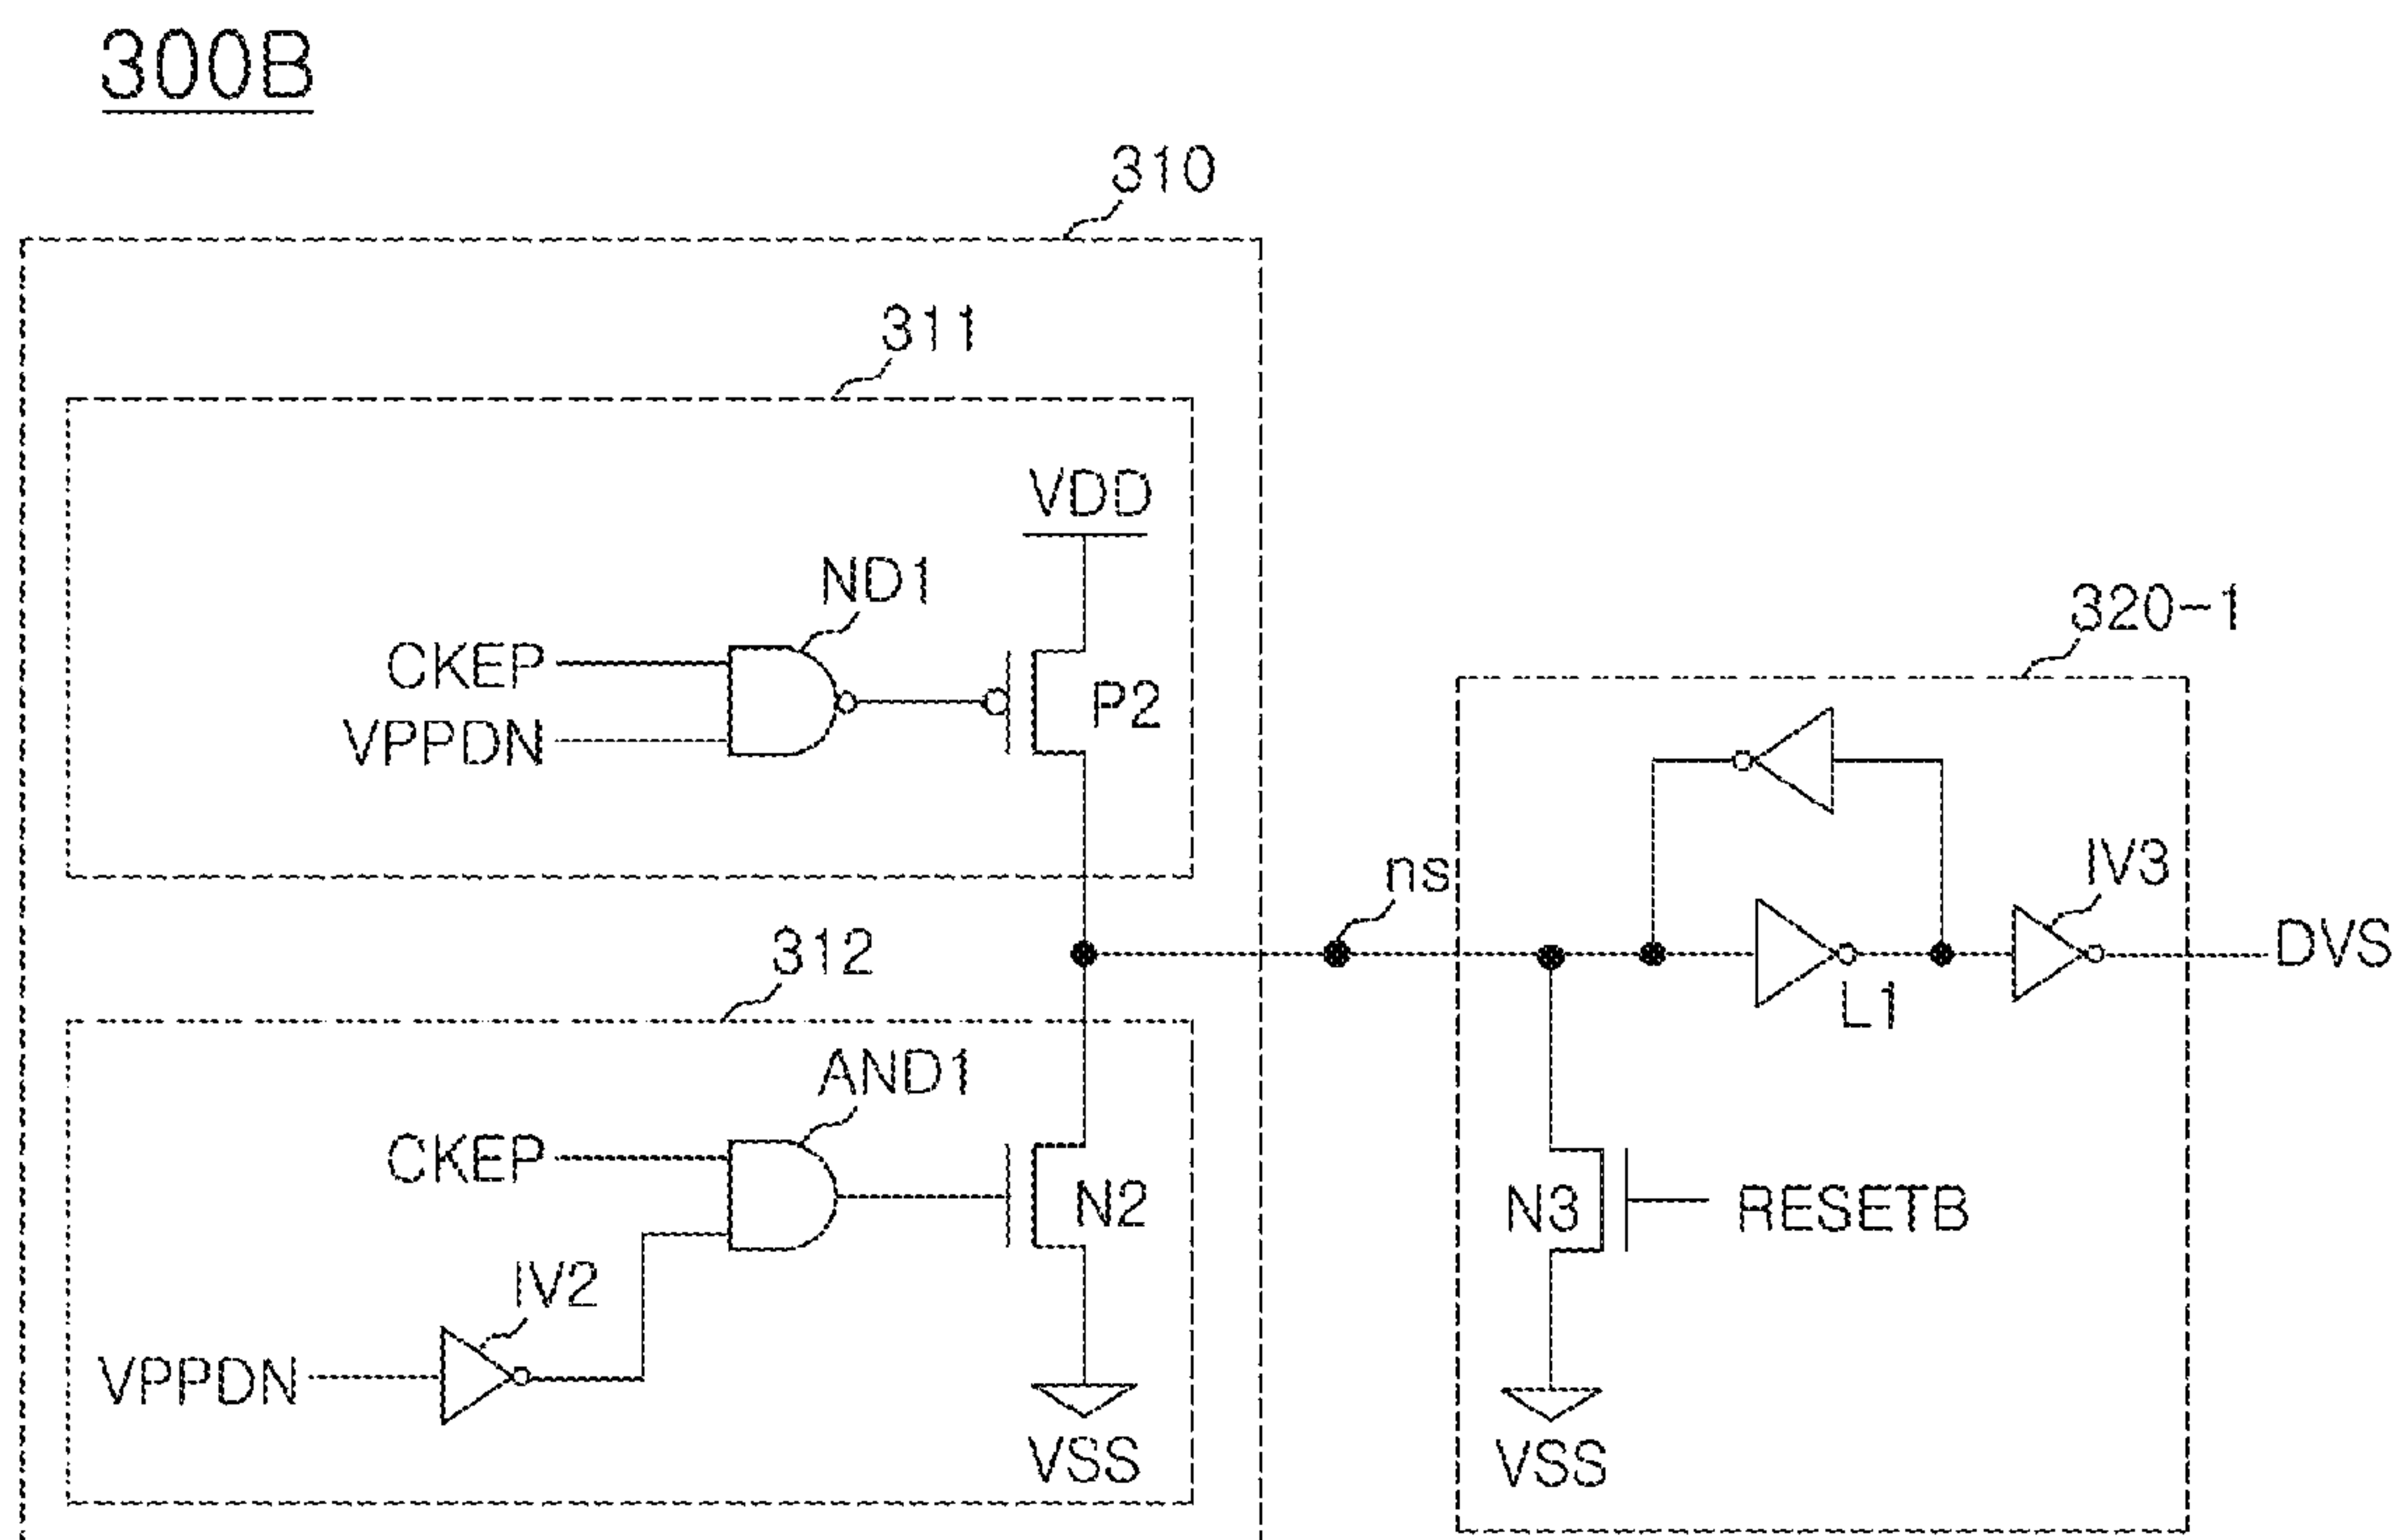 300B
310
311
VDD
ND1
CKEP
P2
VPPDN
320-1
ns
IV3
312
DVS
L1
AND1
CKEP
N2
N3
RESETB
IV2
VPPDN
VSS
VSS